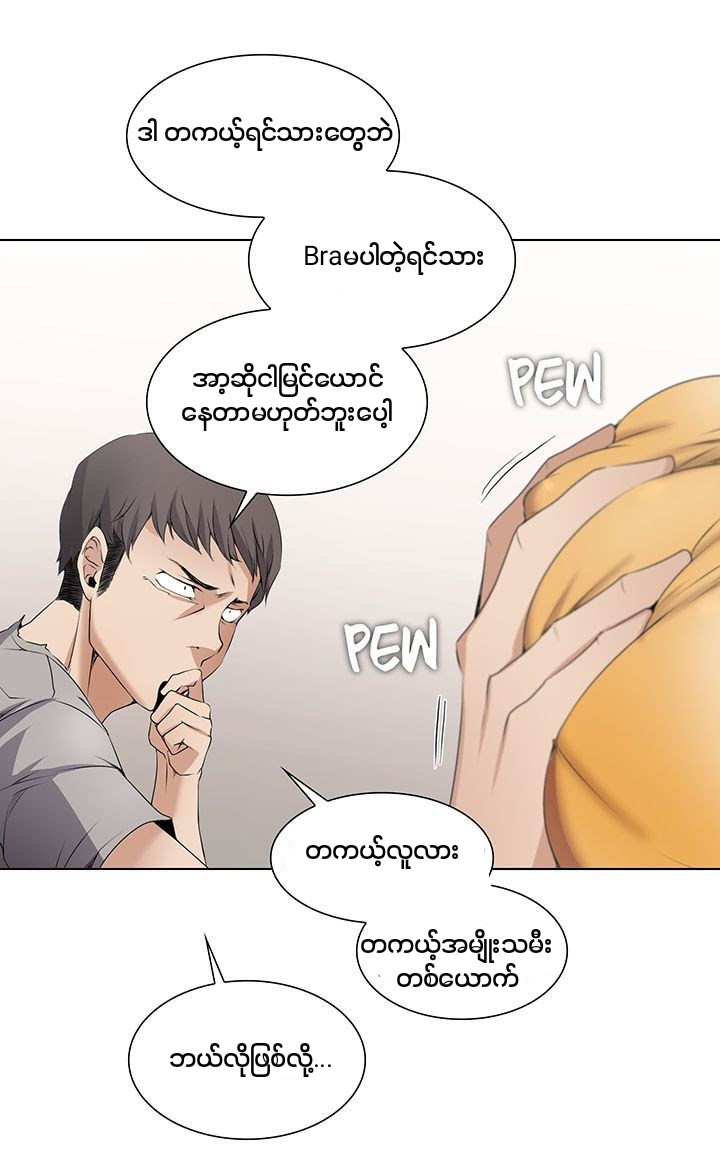 ဒါ တကယ့်ရင်သားတွေဘဲ
Braမပါတဲ့ရင်သား
အာ့ဆိုငါမြင်ယောင်
နေတာမဟုတ်ဘူးပေါ့
PEW
PEW
တကယ့်လူလား
တကယ့်အမျိုးသမီး
တစ်ယောက်
ဘယ်လိုဖြစ်လို့...